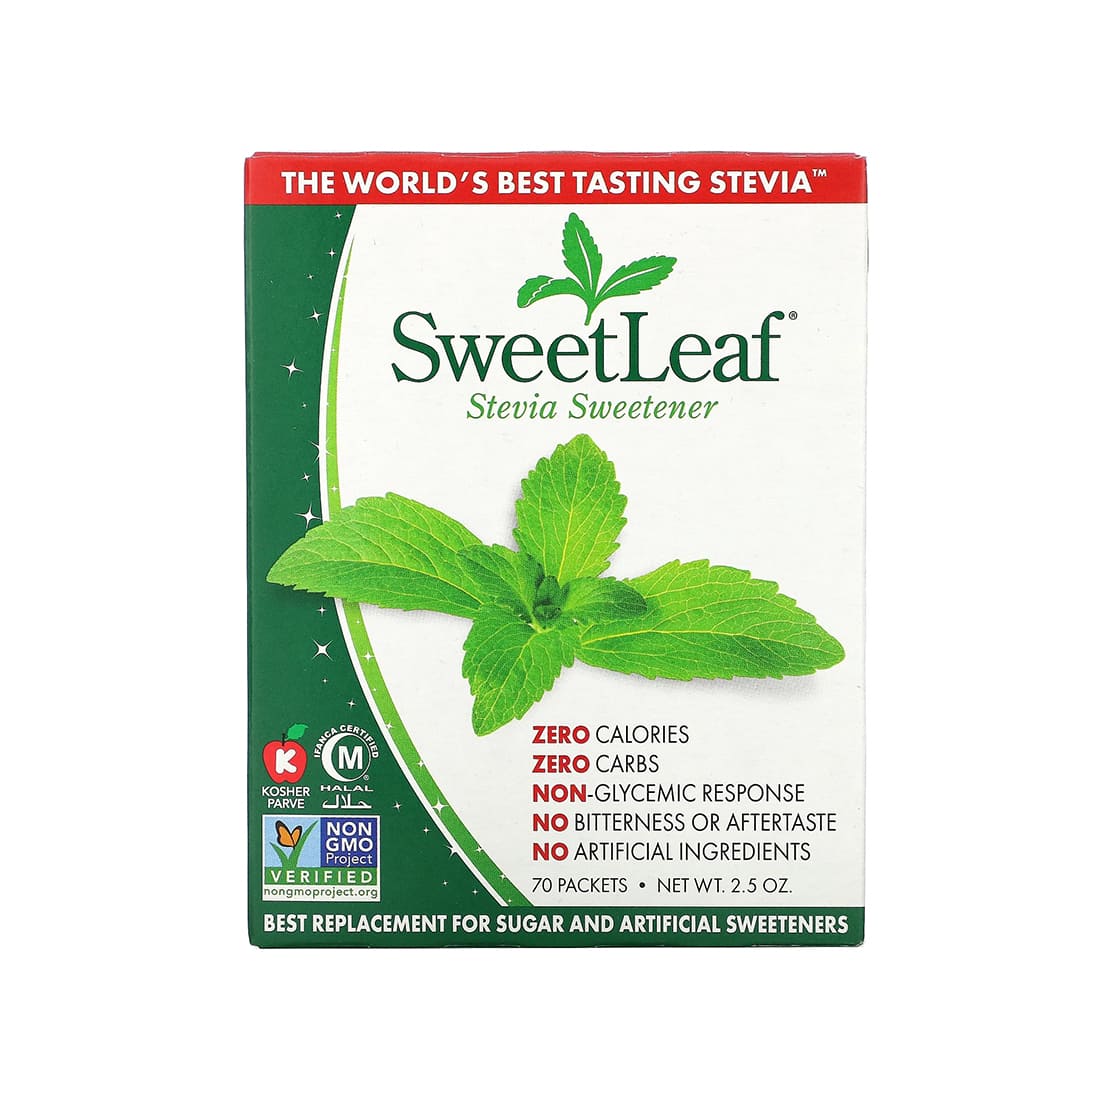 THE WORLD'S BEST TASTING STEVIA™
SweetLeaf®
Stevia Sweetener
ZERO CALORIES
ZERO CARBS
NON-GLYCEMIC RESPONSE
NO BITTERNESS OR AFTERTASTE
NO ARTIFICIAL INGREDIENTS
70 PACKETS • NET WT. 2.5 OZ.
K
KOSHER
PARVE
IFANCA CERTIFIED
M®
HALAL
حلال
NON
GMO
Project
VERIFIED
nongmoproject.org
BEST REPLACEMENT FOR SUGAR AND ARTIFICIAL SWEETENERS